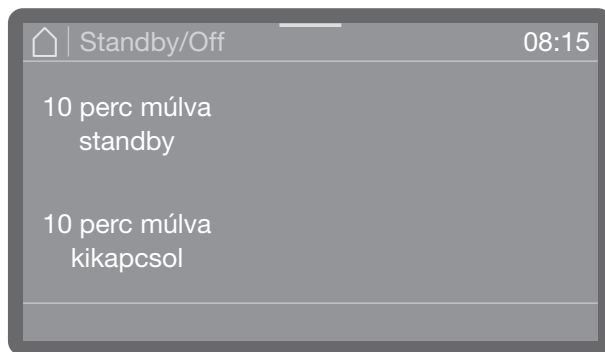 Standby/Off 08:15
10 perc múlva
standby
10 perc múlva
kikapcsol